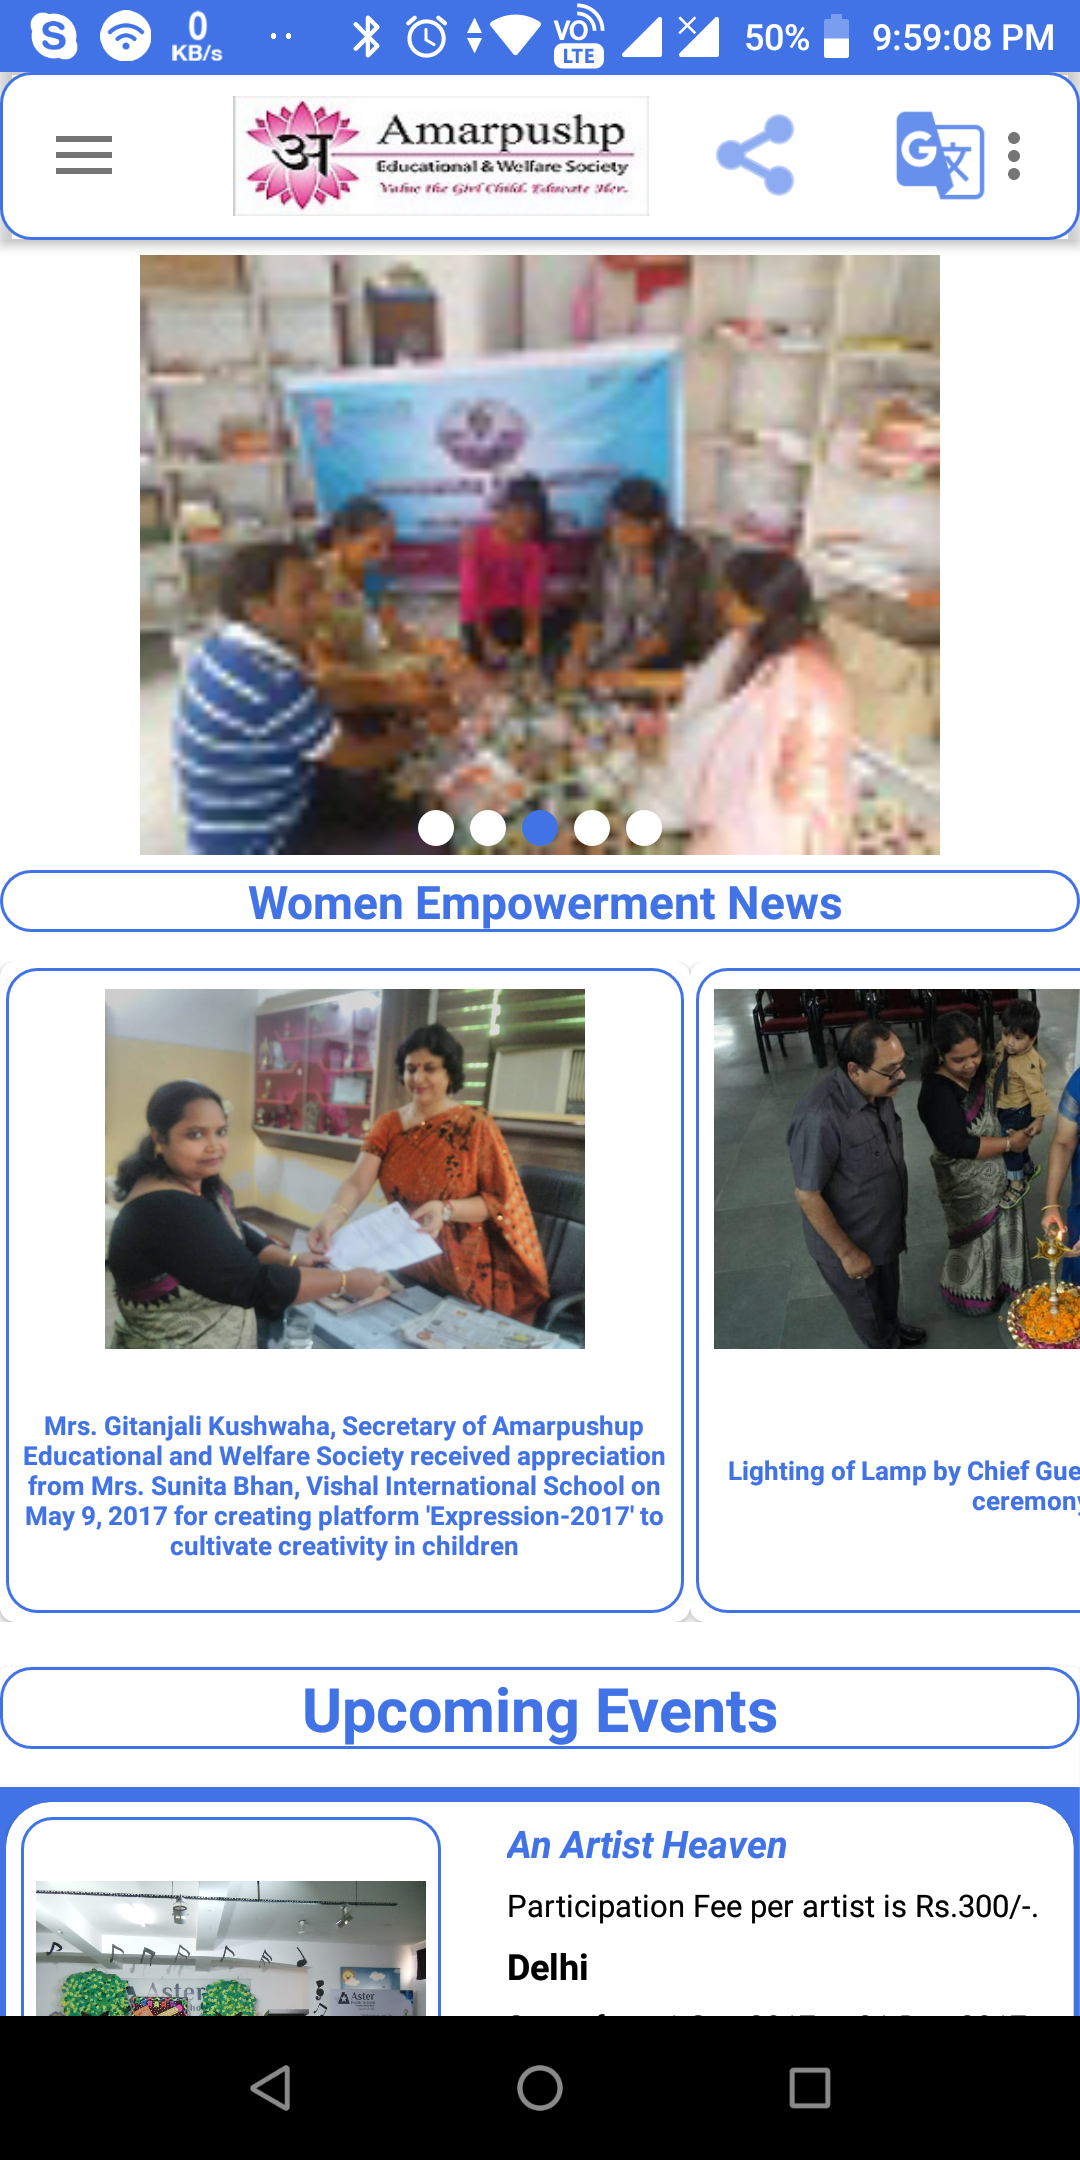 0
KB/s
VO
LTE
50%
9:59:08 PM
अ
Amarpushp
Educational & Welfare Society
Value the Girl Child. Educate Her.
G
Women Empowerment News
Mrs. Gitanjali Kushwaha, Secretary of Amarpushup
Educational and Welfare Society received appreciation
from Mrs. Sunita Bhan, Vishal International School on
May 9, 2017 for creating platform 'Expression-2017' to
cultivate creativity in children
Lighting of Lamp by Chief Gue
ceremony
Upcoming Events
An Artist Heaven
Participation Fee per artist is Rs.300/-.
Delhi
Aster
Aster